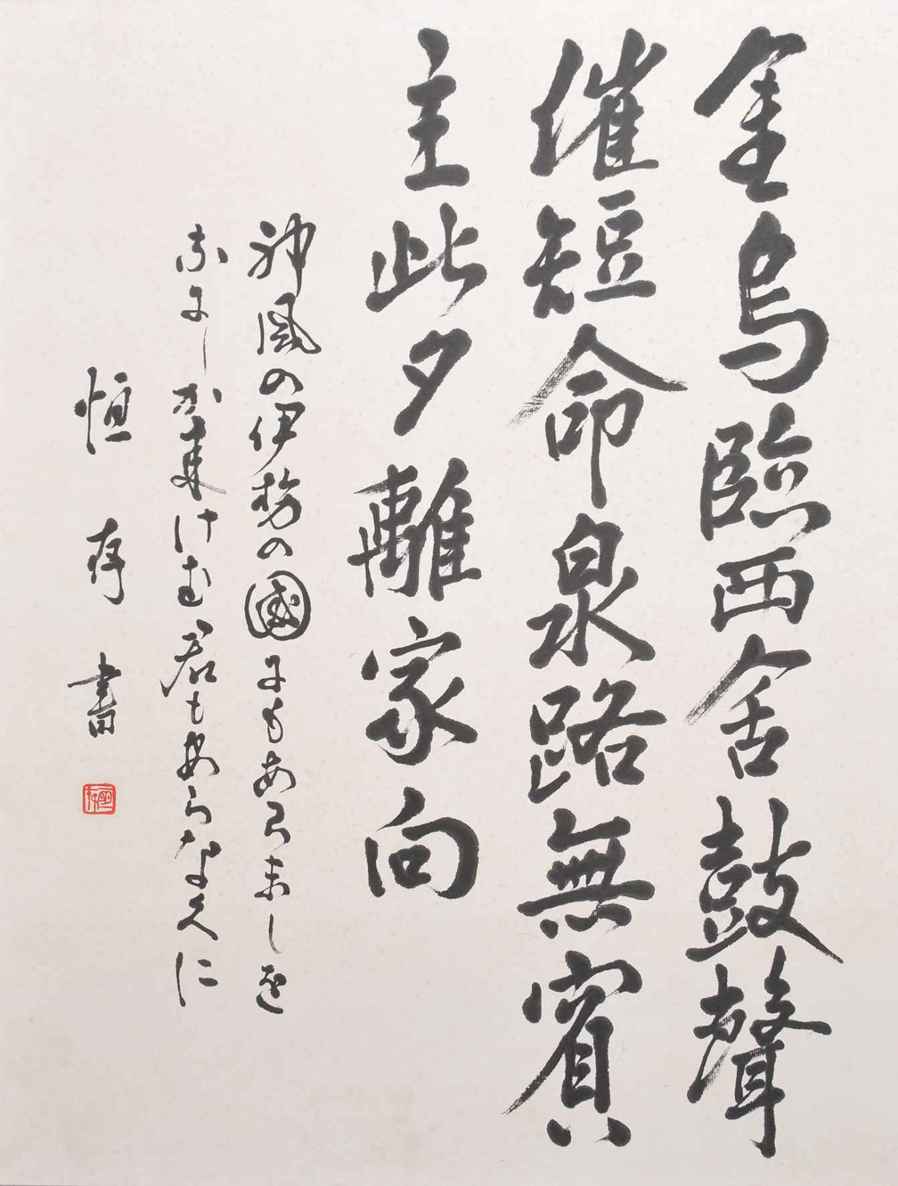 金烏臨西舍鼓聲
催短命泉路無賓
主此夕離家向
神風の伊勢の國にもあらましを
なにしか来けむ君もあらなくに
恒存書